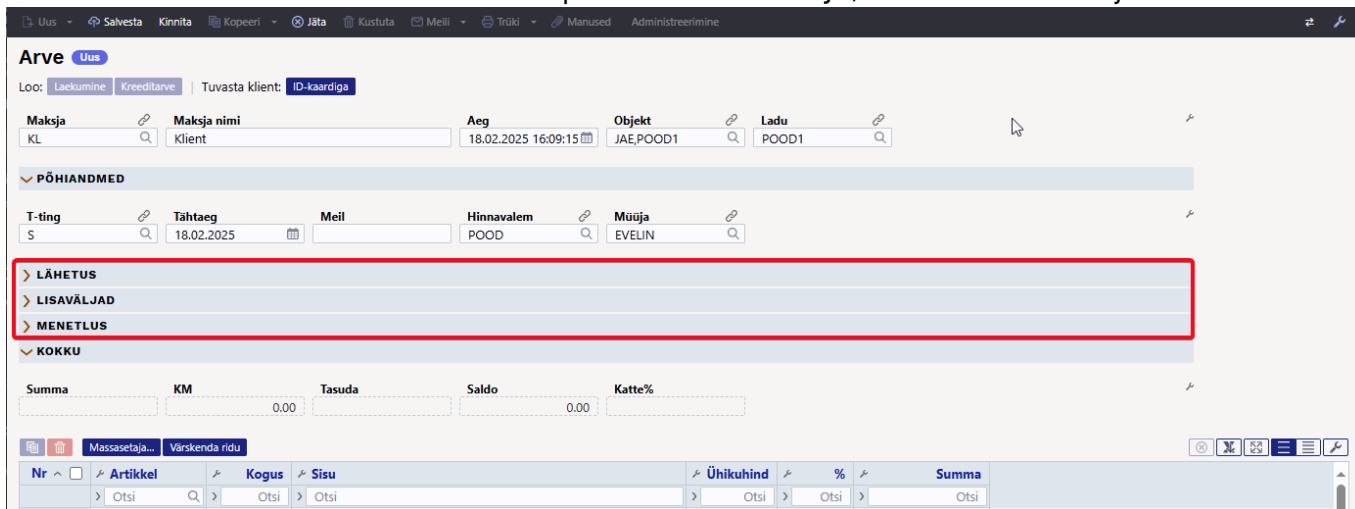 Uus Salvesta Kinnita Kopeeri Jäta Kustuta Meili Trüki Manused Administreerimine
Arve Uus
Loo: Laekumine Kreeditarve | Tuvasta klient: ID-kaardiga
Maksja Maksja nimi Aeg Objekt Ladu
KL Klient 18.02.2025 16:09:15 JAE,POOD1 POOD1
PÕHIANDMED
T-ting Tähtaeg Meil Hinnavalem Müüja
S 18.02.2025 POOD EVELIN
LÄHETUS
LISAVÄLJAD
MENETLUS
KOKKU
Summa KM Tasuda Saldo Katte%
0.00 0.00
Massasetaja... Värskenda ridu
Nr Artikkel Kogus Sisu Ühikuhind % Summa
Otsi Otsi Otsi Otsi Otsi Otsi